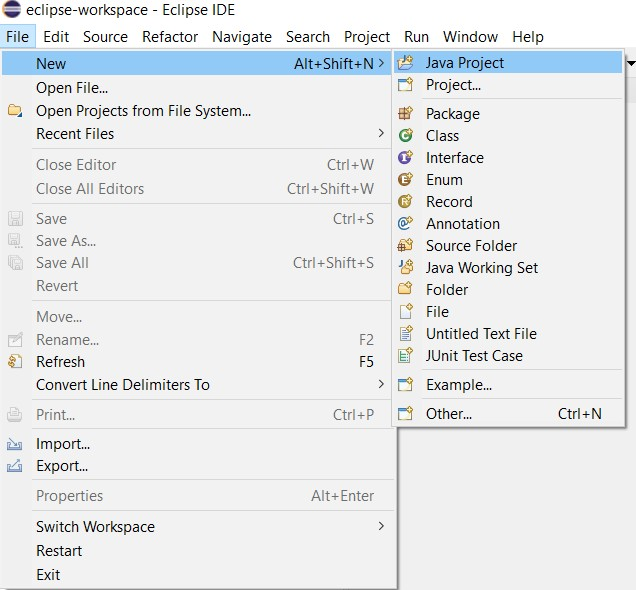 eclipse-workspace - Eclipse IDE
File Edit Source Refactor Navigate Search Project Run Window Help
New Alt+Shift+N >
Open File...
Open Projects from File System...
Recent Files >
Close Editor Ctrl+W
Close All Editors Ctrl+Shift+W
Save Ctrl+S
Save As...
Save All Ctrl+Shift+S
Revert
Move...
Rename... F2
Refresh F5
Convert Line Delimiters To >
Print... Ctrl+P
Import...
Export...
Properties Alt+Enter
Switch Workspace >
Restart
Exit
Java Project
Project...
Package
Class
Interface
Enum
Record
Annotation
Source Folder
Java Working Set
Folder
File
Untitled Text File
JUnit Test Case
Example...
Other... Ctrl+N